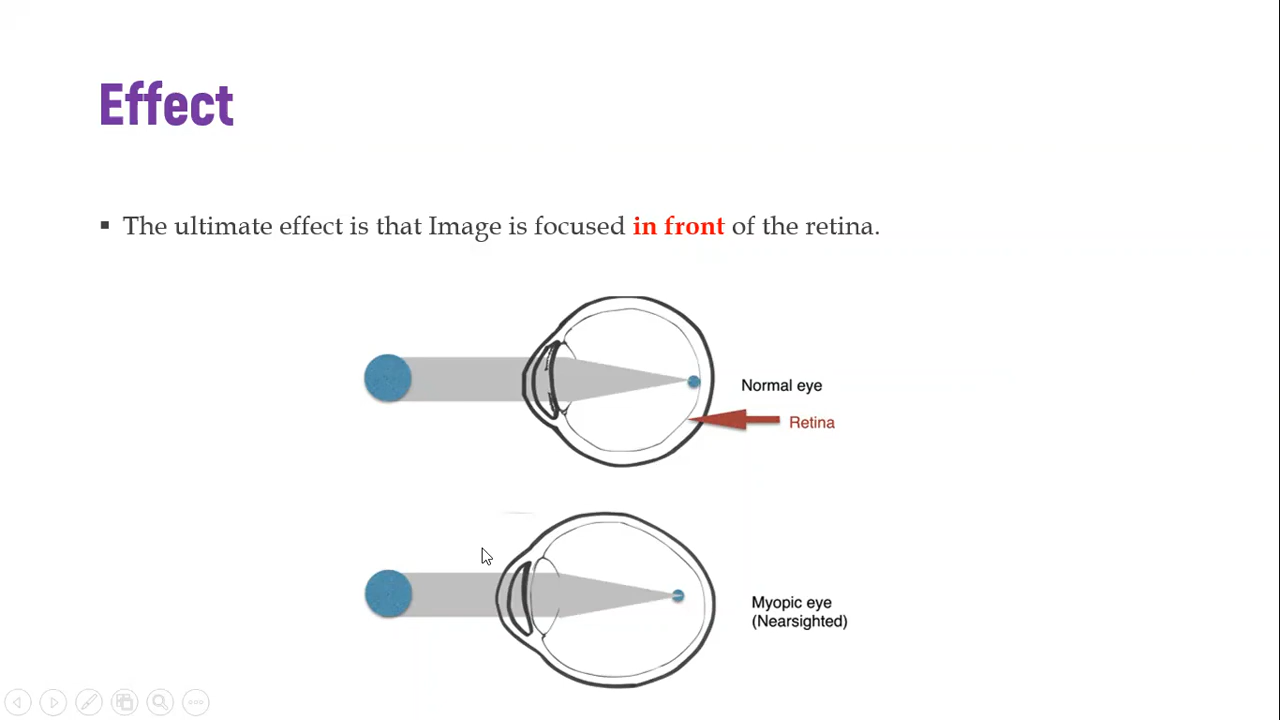 Effect
▪ The ultimate effect is that Image is focused in front of the retina.
Normal eye
Retina
Myopic eye
(Nearsighted)